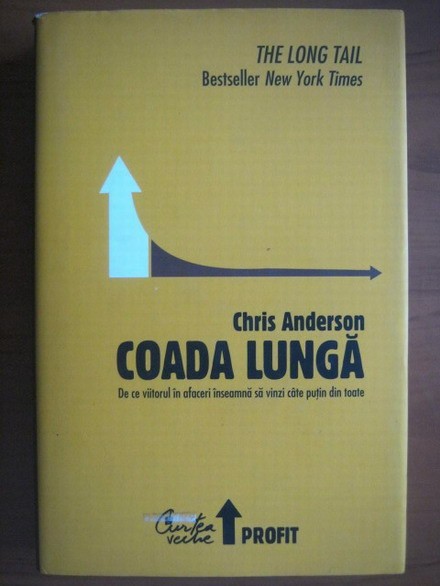 THE LONG TAIL
Bestseller New York Times
Chris Anderson
COADA LUNGĂ
De ce viitorul în afaceri înseamnă să vinzi câte puţin din toate
Curtea
veche
PROFIT